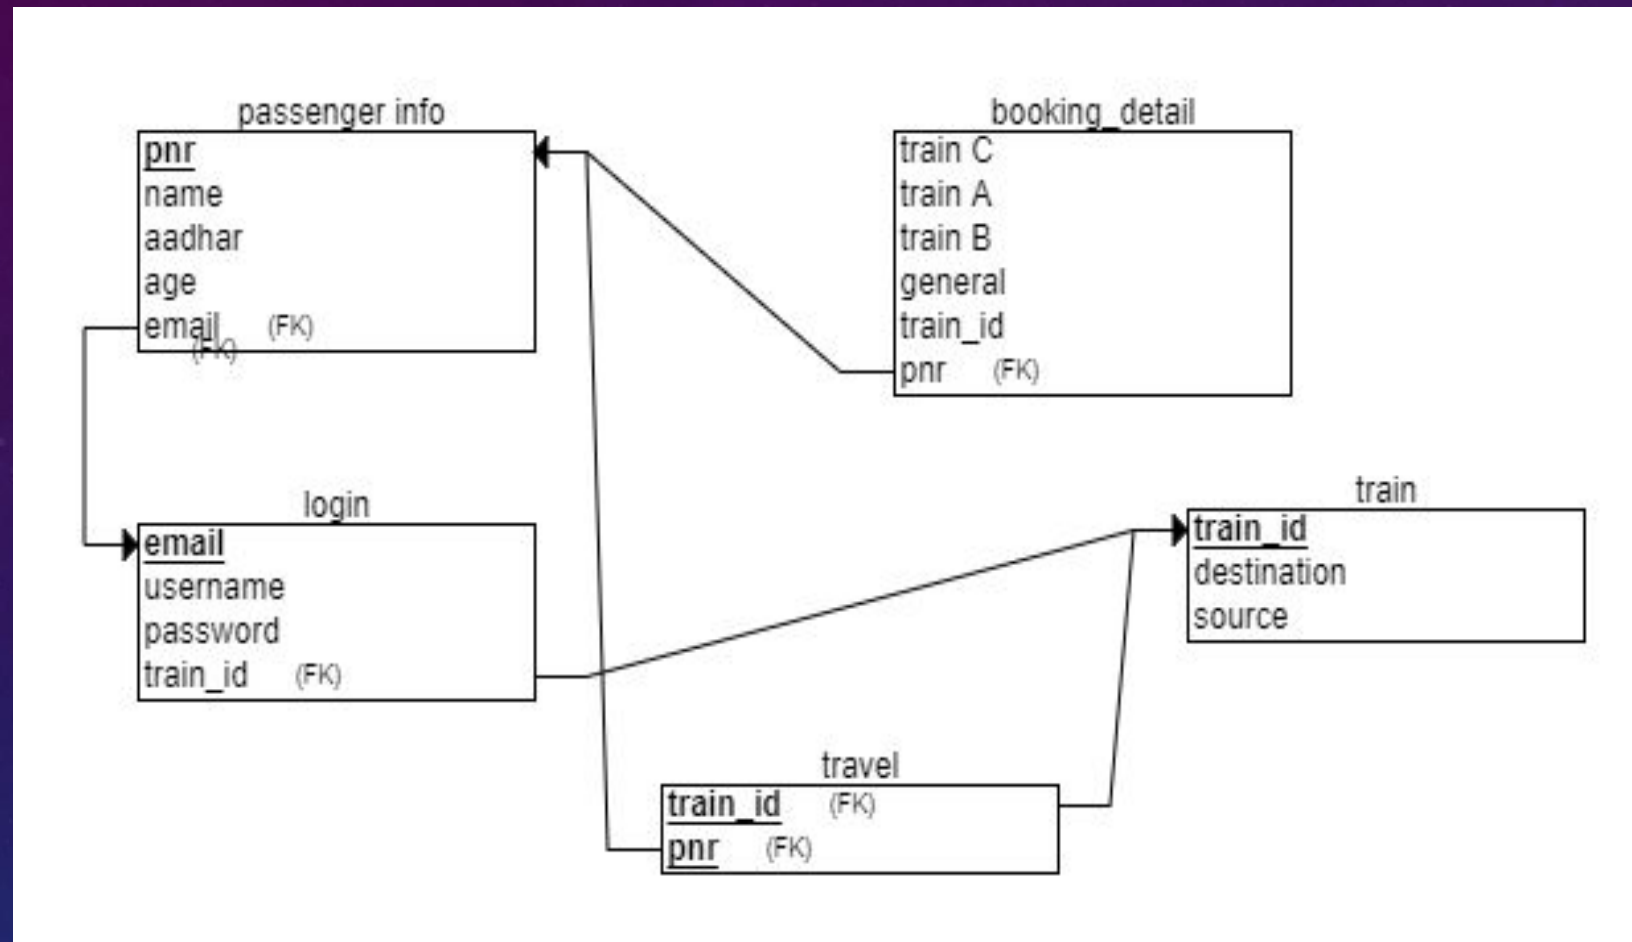 passenger info
pnr
name
aadhar
age
email (FK)
(FK)
booking_detail
train C
train A
train B
general
train_id
pnr (FK)
login
email
username
password
train_id (FK)
train
train_id
destination
source
travel
train_id (FK)
pnr (FK)